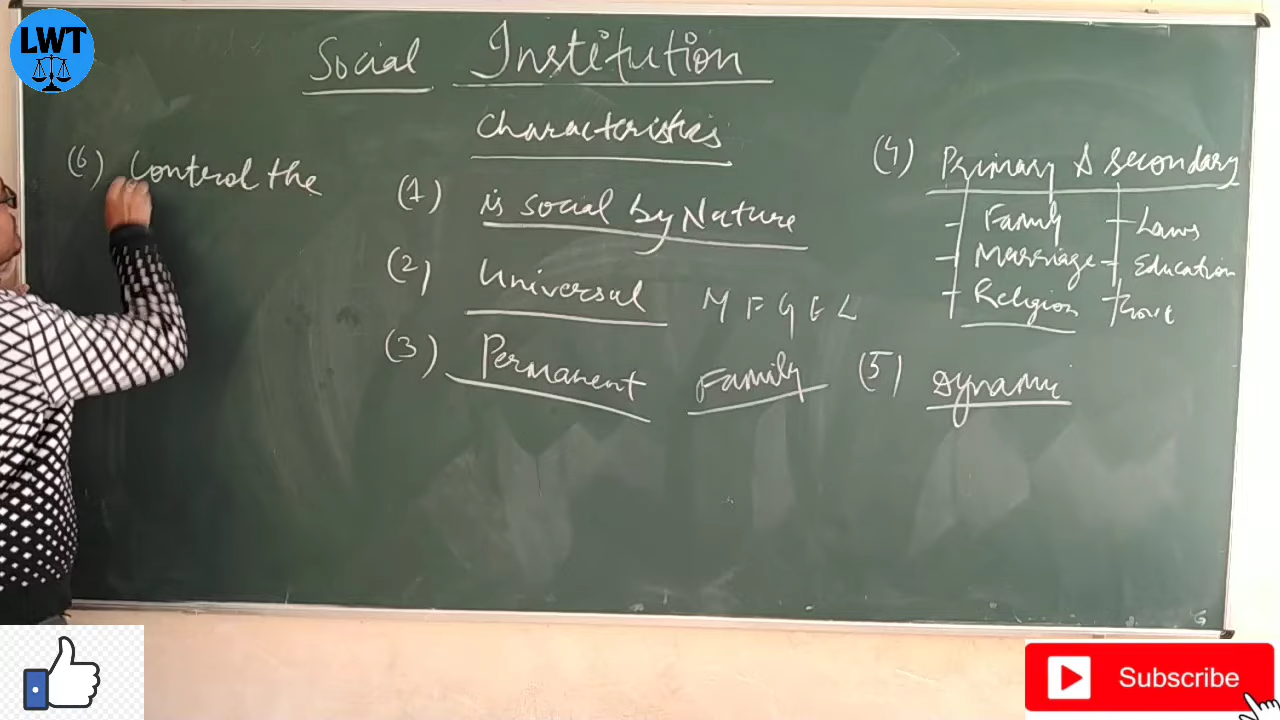 LWT
Social Institution
Characteristics
(1) is social by Nature
(2) Universal M F G E L
(3) Permanent Family
(4) Primary & secondary
Family
Marriage
Religion
Laws
Education
(5) Dynamic
(6) Control the
Subscribe